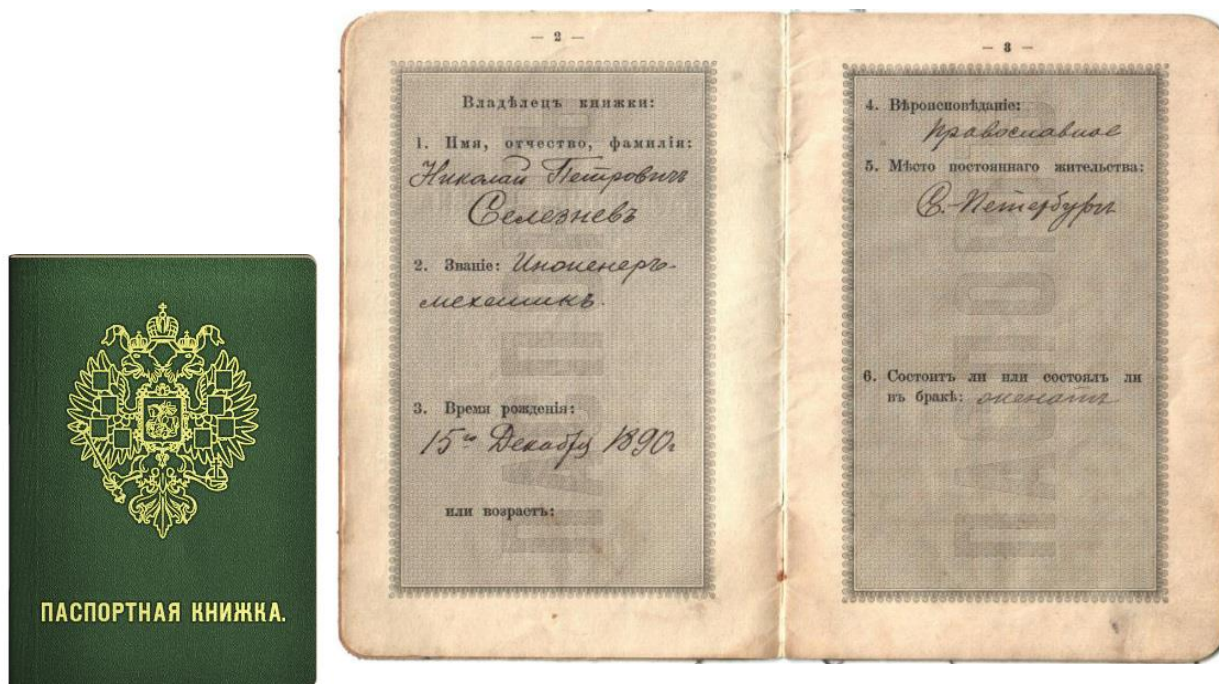 ПАСПОРТНАЯ КНИЖКА.
— 2 —
Владѣлецъ книжки:
1. Имя, отчество, фамилія:
Николай Петровичъ
Селезневъ
2. Званіе: Инженеръ-
механикъ.
3. Время рожденія:
15го Декабря 1890г
или возрастъ:
— 3 —
4. Вѣроисповѣданіе:
православное
5. Мѣсто постояннаго жительства:
С.-Петербургъ
6. Состоитъ ли или состоялъ ли
въ бракѣ: женатъ
ПАСПОРТЪ